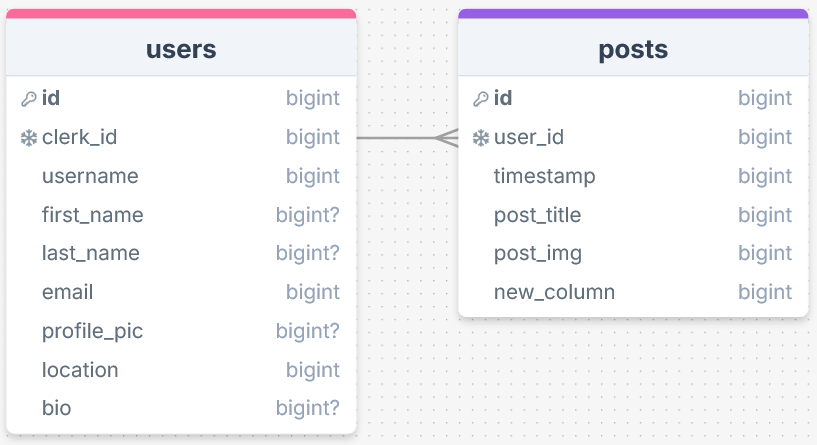 users
id bigint
clerk_id bigint
username bigint
first_name bigint?
last_name bigint?
email bigint
profile_pic bigint?
location bigint
bio bigint?
posts
id bigint
user_id bigint
timestamp bigint
post_title bigint
post_img bigint
new_column bigint